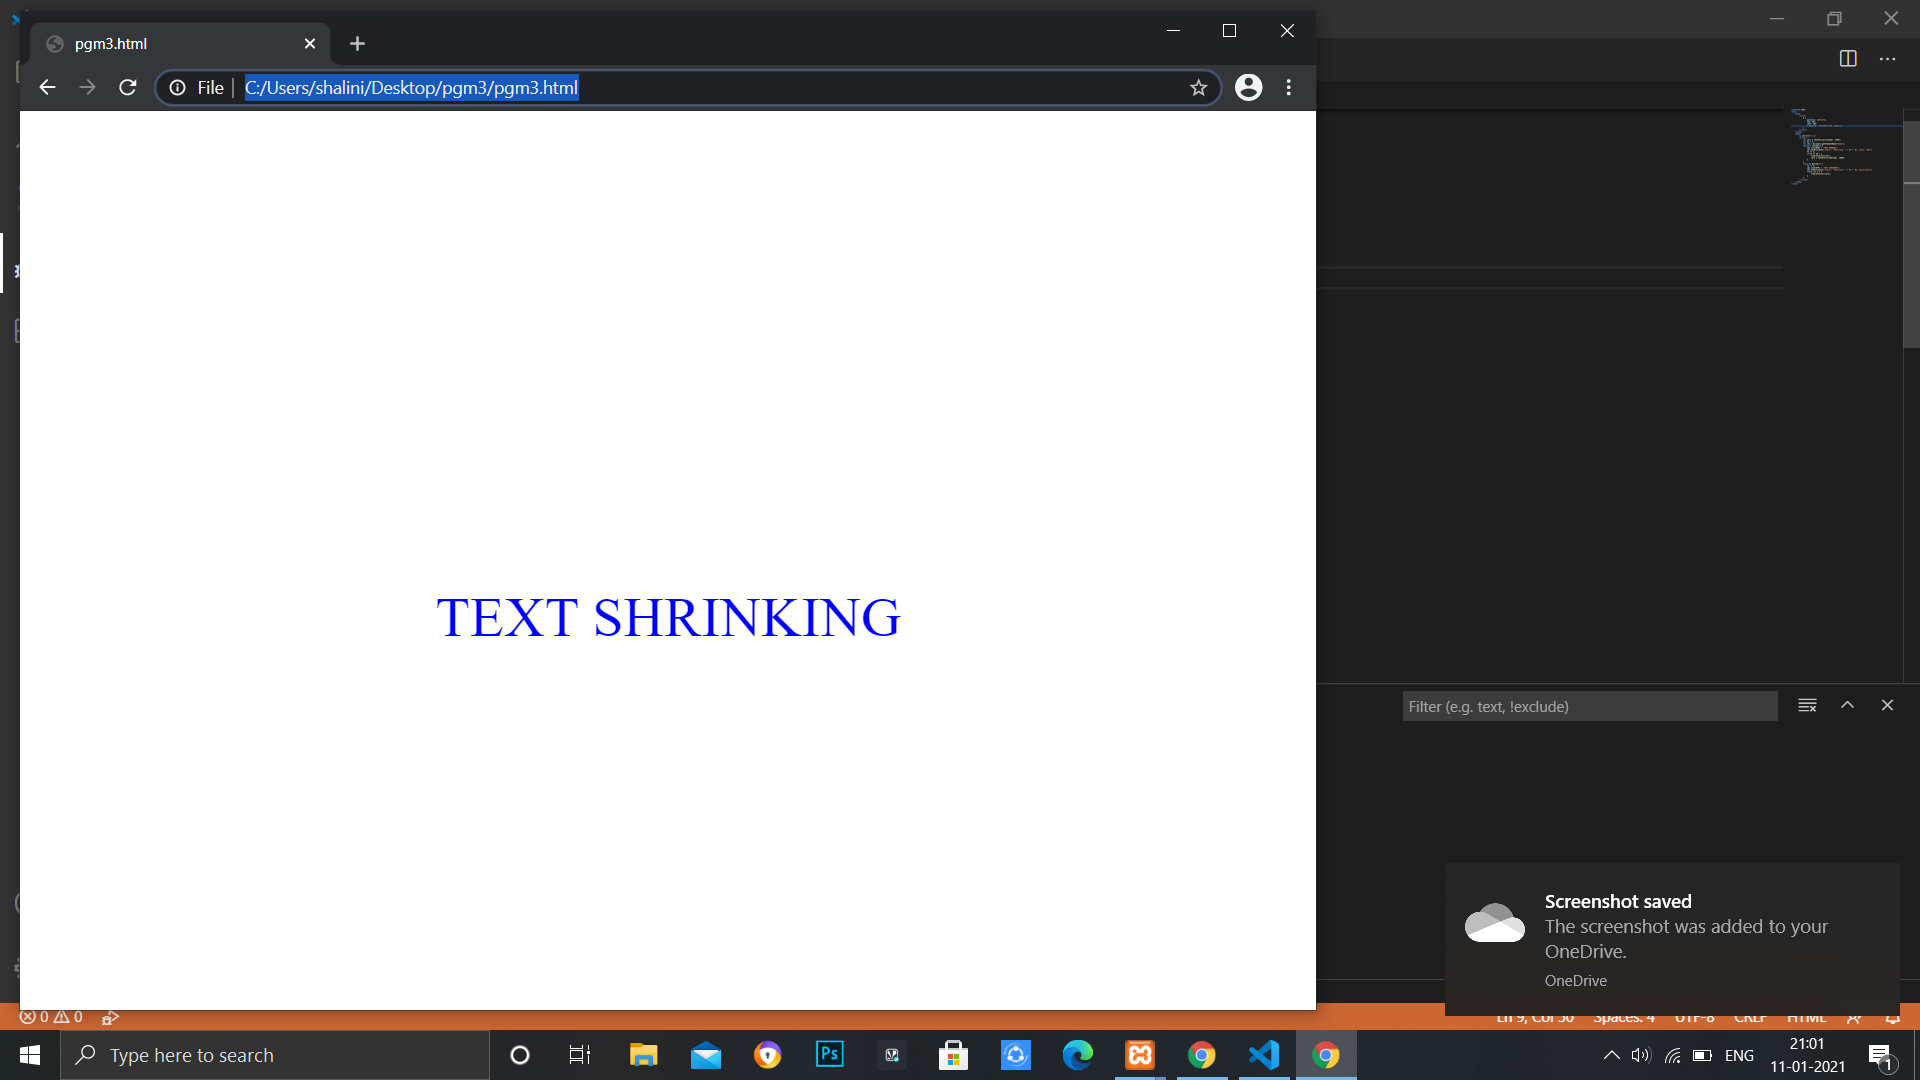 pgm3.html
File
C:/Users/shalini/Desktop/pgm3/pgm3.html
TEXT SHRINKING
Filter (e.g. text, !exclude)
Screenshot saved
The screenshot was added to your
OneDrive.
OneDrive
0 0
Ln 9, Col 30 Spaces: 4 UTF-8 CRLF HTML
Type here to search
Ps
ENG
21:01
11-01-2021
1